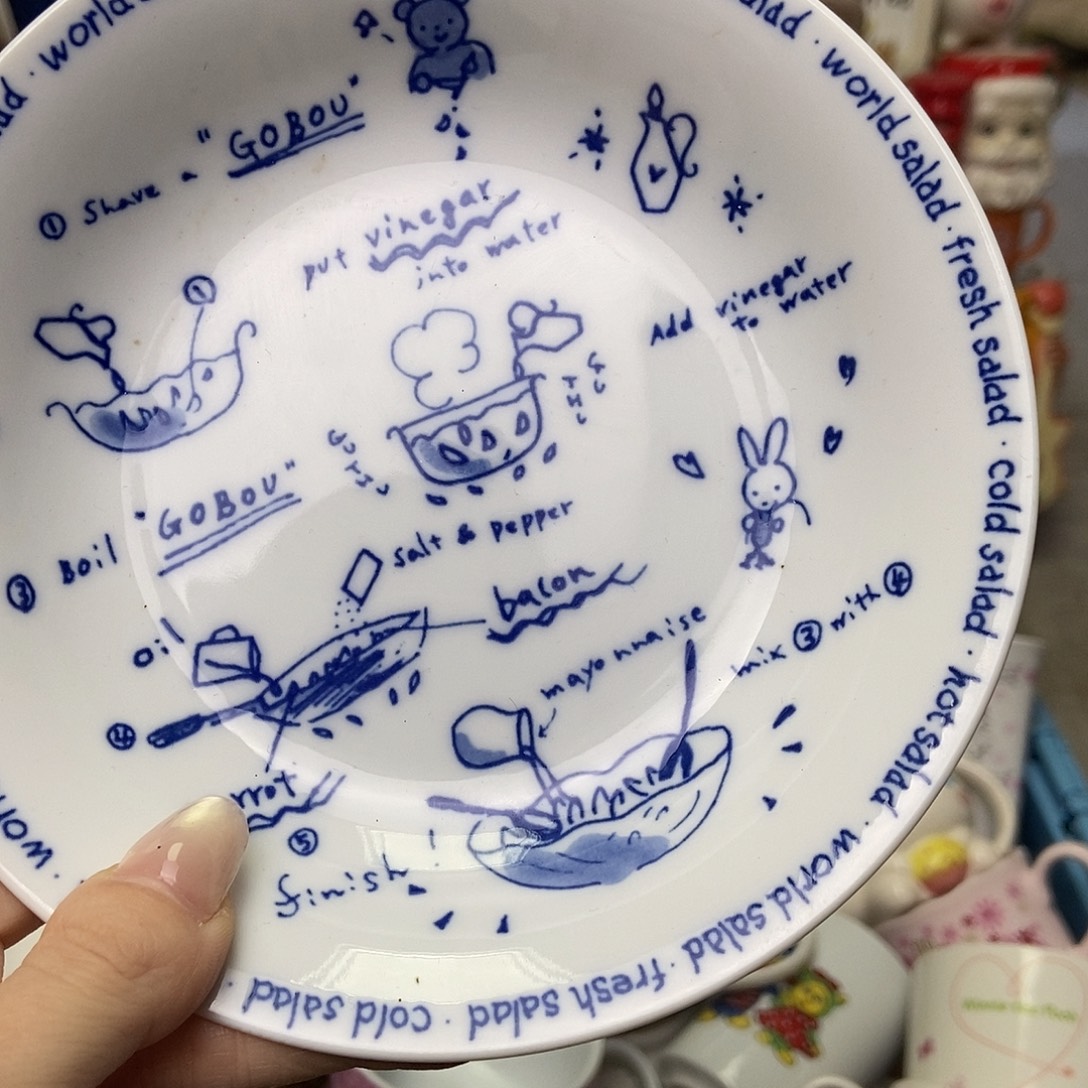 ① Shave a "GOBOU"
put vinegar
into water
Add vinegar
to water
①
③ Boil "GOBOU"
salt & pepper
bacon
oil
④
mayonnaise
mix ③ with ④
⑤
finish
world salad · fresh salad · cold salad · hot salad · world salad · fresh salad · cold salad ·